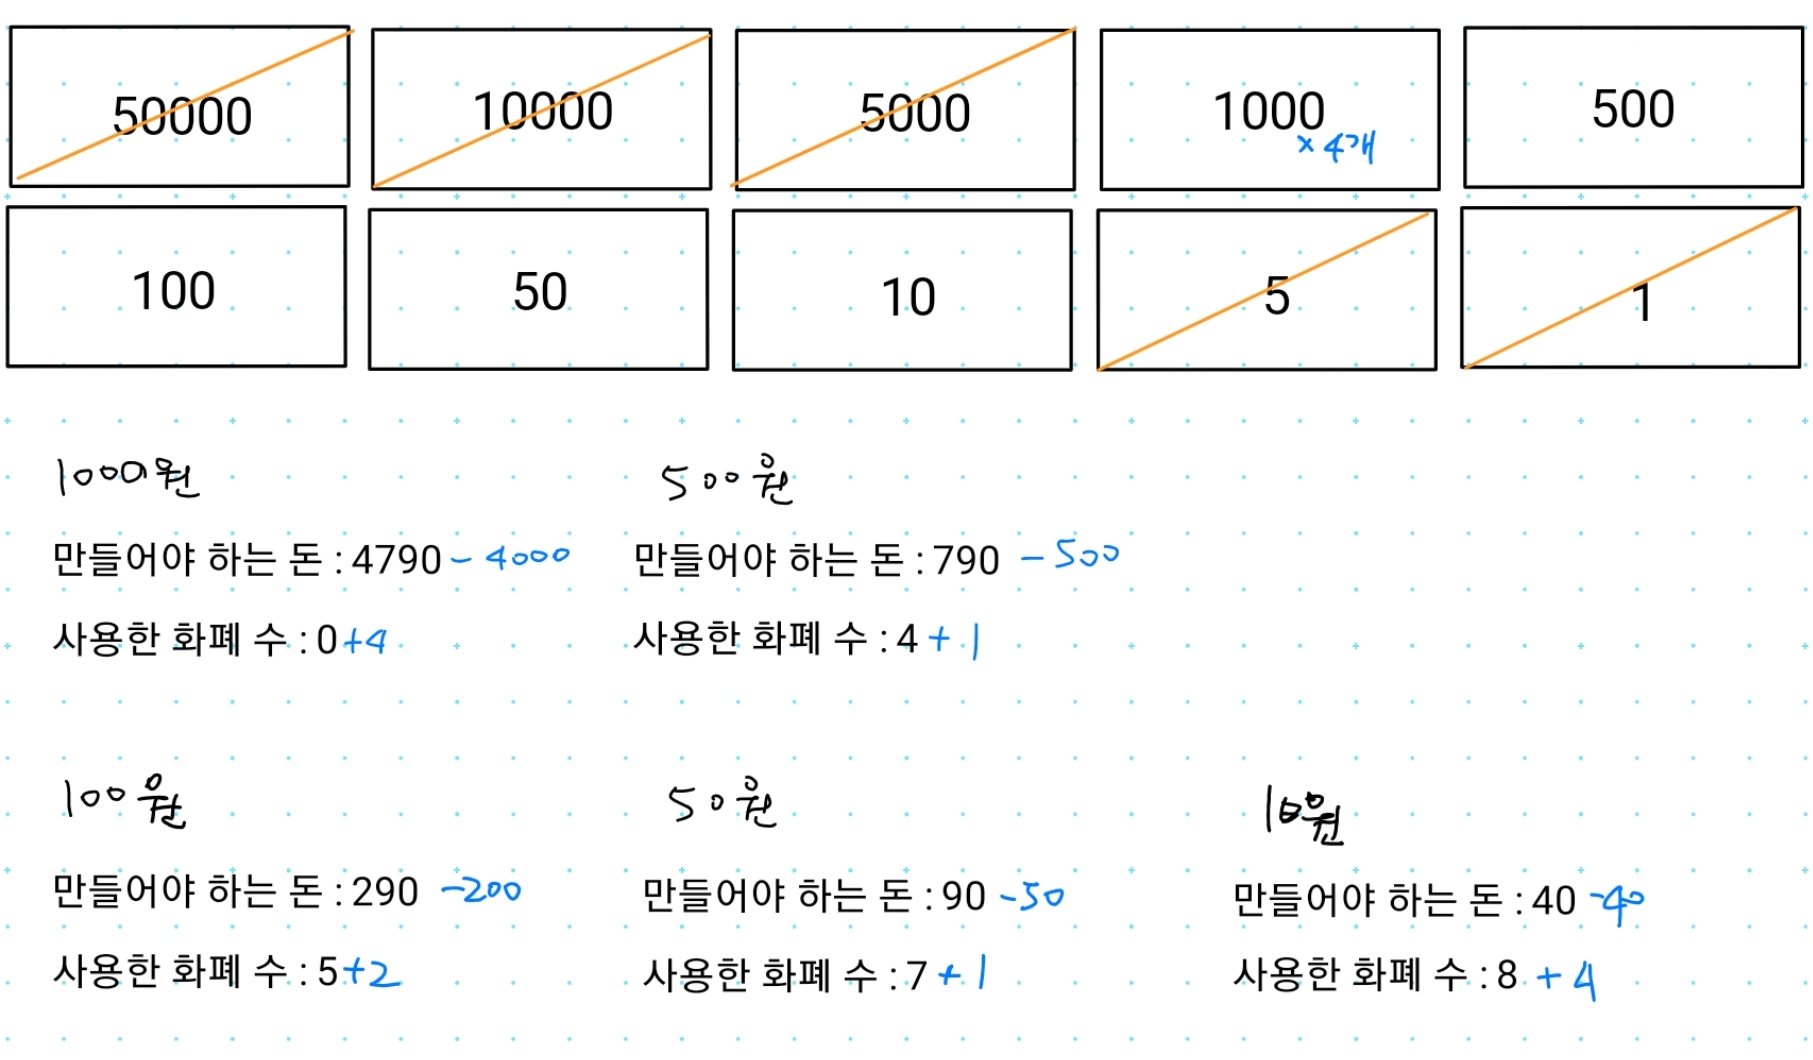 50000 10000 5000 1000 500
×4개
100 50 10 5 1
1000원 500원
만들어야 하는 돈 : 4790 - 4000 만들어야 하는 돈 : 790 - 500
사용한 화폐 수 : 0 +4 사용한 화폐 수 : 4 + 1
100원 50원 10원
만들어야 하는 돈 : 290 -200 만들어야 하는 돈 : 90 -50 만들어야 하는 돈 : 40 -40
사용한 화폐 수 : 5 +2 사용한 화폐 수 : 7 + 1 사용한 화폐 수 : 8 + 4